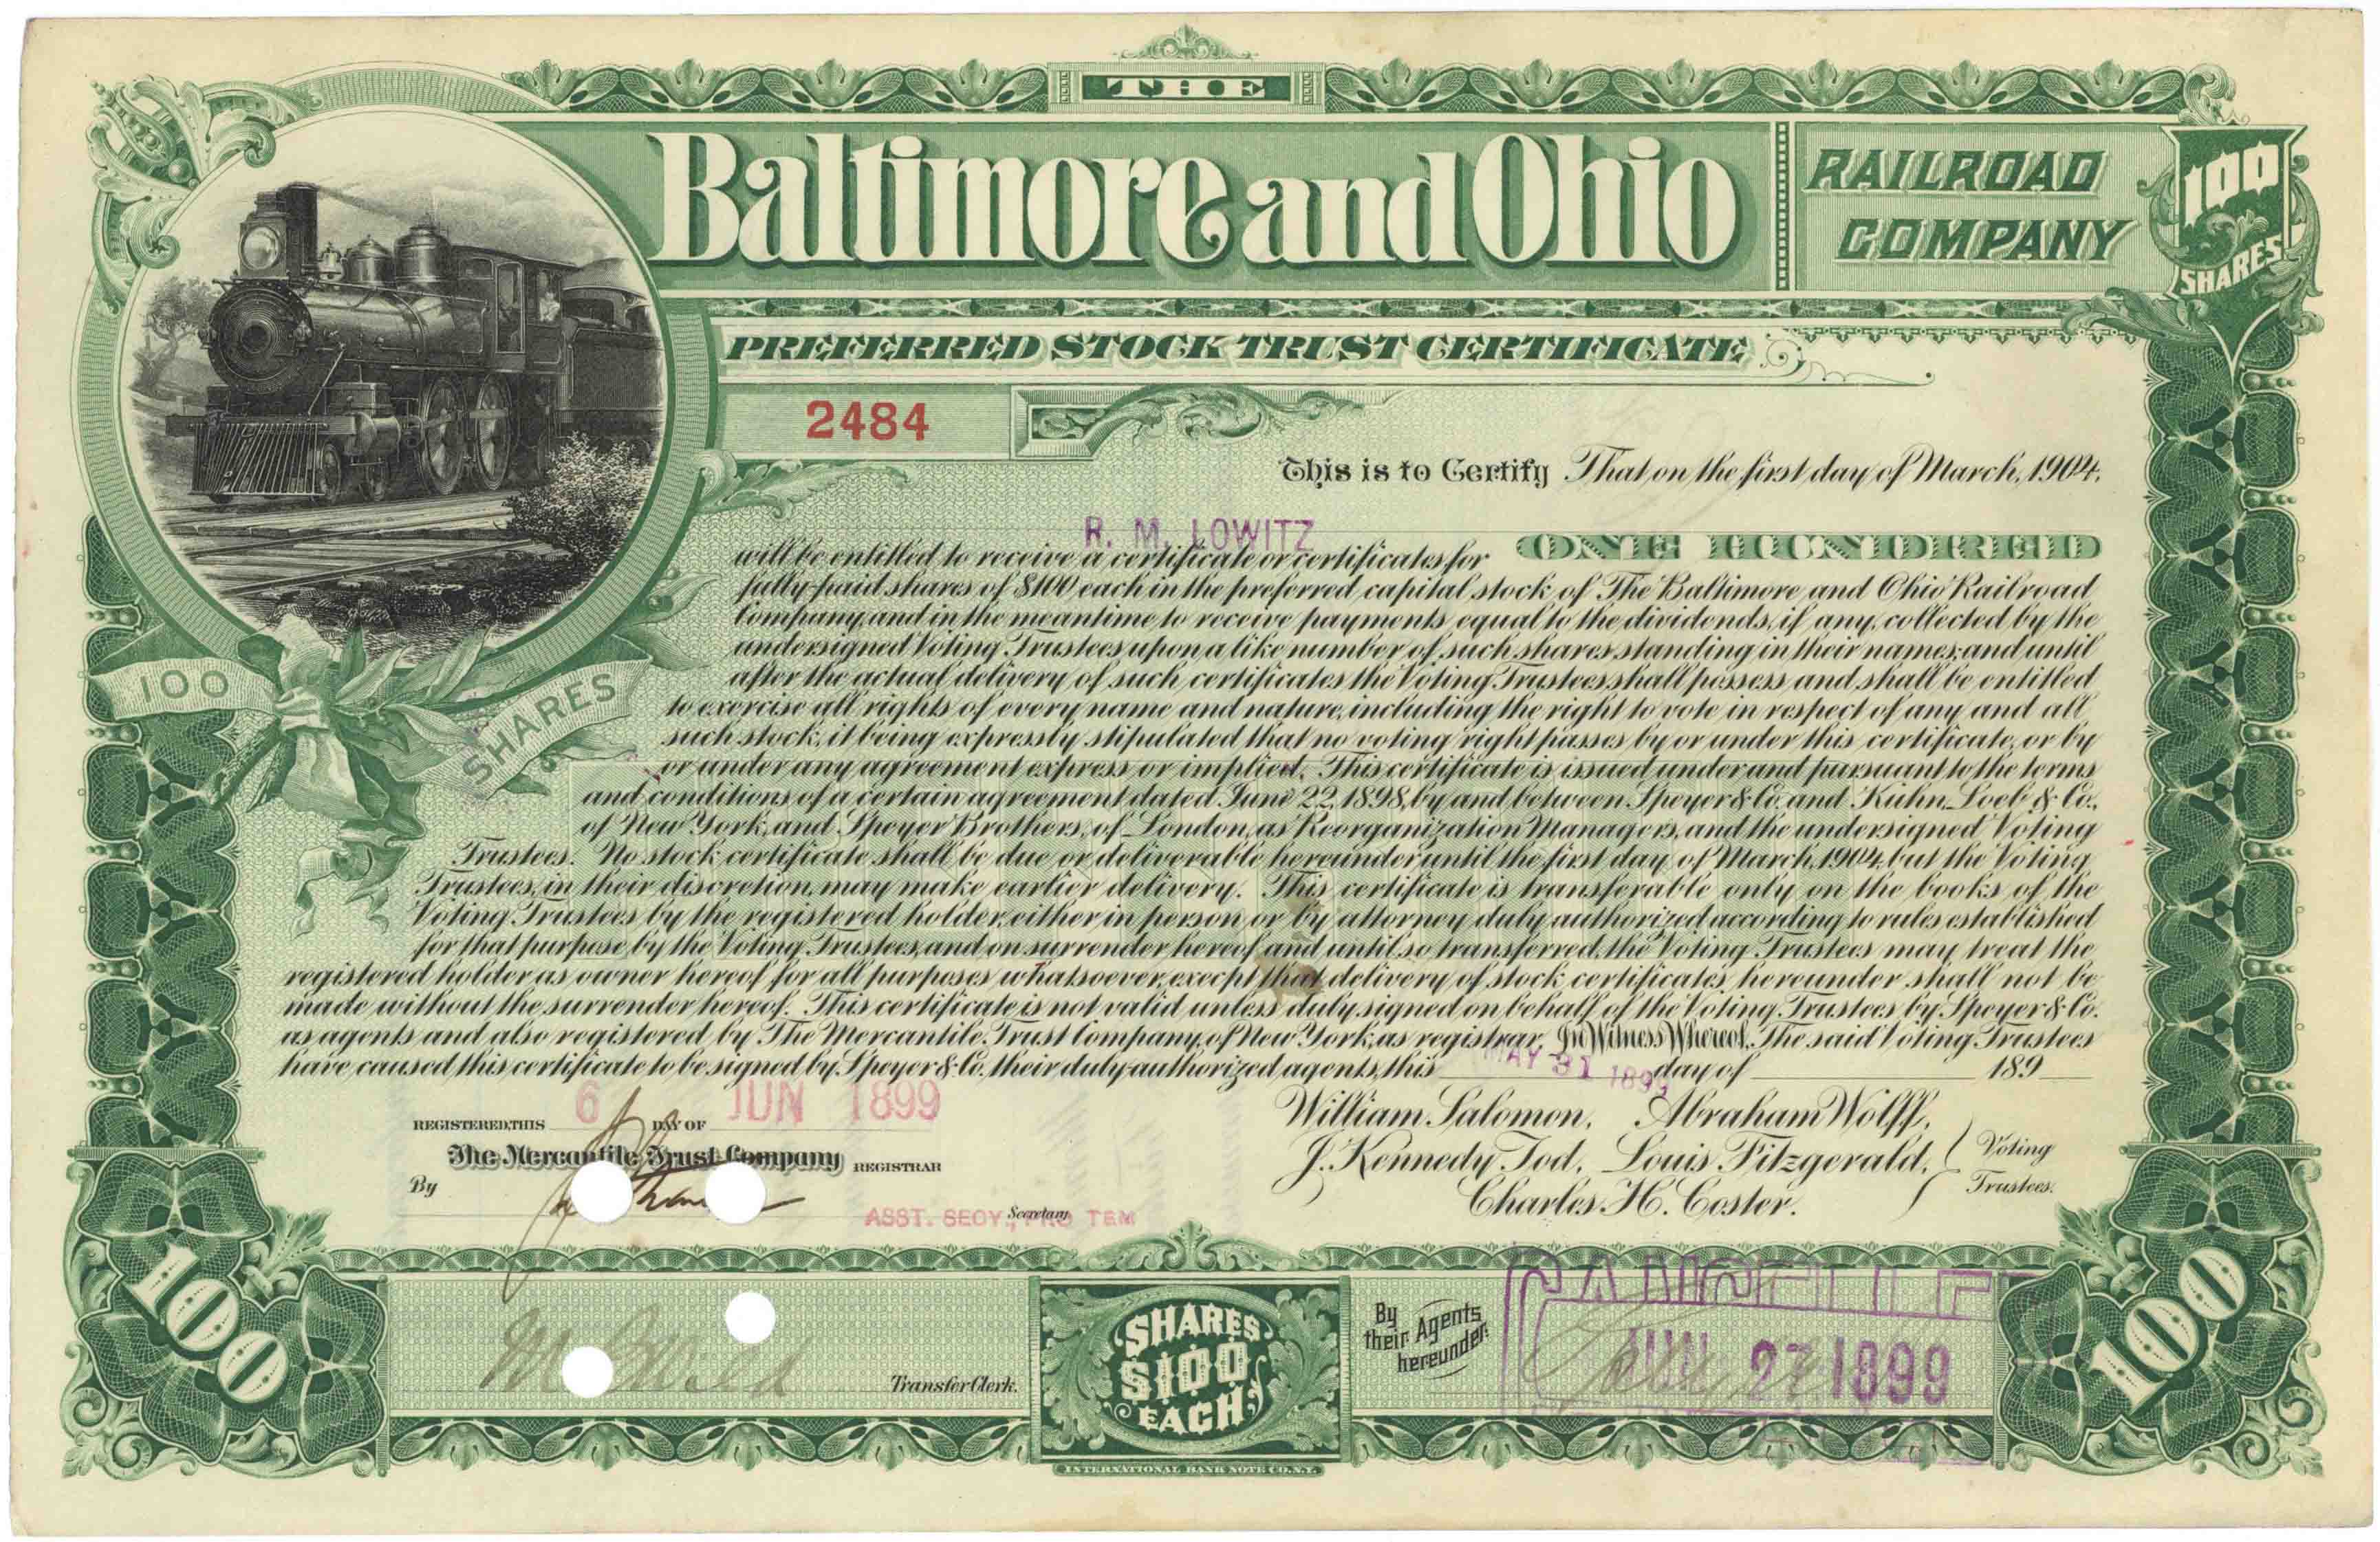 THE
Baltimore and Ohio
RAILROAD
COMPANY
100
SHARES
PREFERRED STOCK TRUST CERTIFICATE
2484
This is to Certify That, on the first day of March, 1904,
R. M. LOWITZ
will be entitled to receive a certificate or certificates for ONE HUNDRED
fully-paid shares of $100 each in the preferred capital stock of The Baltimore and Ohio Railroad
Company, and in the meantime to receive payments equal to the dividends, if any, collected by the
undersigned Voting Trustees upon a like number of such shares standing in their names; and until
after the actual delivery of such certificates the Voting Trustees shall possess and shall be entitled
to exercise all rights of every name and nature, including the right to vote in respect of any and all
such stock, it being expressly stipulated that no voting right passes by or under this certificate, or by
or under any agreement express or implied. This certificate is issued under and pursuant to the terms
and conditions of a certain agreement dated June 22, 1898, by and between Speyer & Co. and Kuhn, Loeb & Co.,
of New York, and Speyer Brothers, of London, as Reorganization Managers, and the undersigned Voting
Trustees. No stock certificate shall be due or deliverable hereunder until the first day of March, 1904, but the Voting
Trustees, in their discretion, may make earlier delivery. This certificate is transferable only on the books of the
Voting Trustees by the registered holder, either in person or by attorney duly authorized according to rules established
for that purpose by the Voting Trustees, and on surrender hereof and until so transferred, the Voting Trustees may treat the
registered holder as owner hereof for all purposes whatsoever, except that delivery of stock certificates hereunder shall not be
made without the surrender hereof. This certificate is not valid unless duly signed on behalf of the Voting Trustees by Speyer & Co.
as agents and also registered by The Mercantile Trust Company, of New York, as registrar. In Witness Whereof, The said Voting Trustees
have caused this certificate to be signed by Speyer & Co. their duly authorized agents, this MAY 31 1899 day of 189
100
SHARES
REGISTERED, THIS 6 DAY OF JUN 1899
The Mercantile Trust Company REGISTRAR
By
Secretary
ASST. SECY., PRO TEM
William Salomon, Abraham Wolff,
J. Kennedy Tod, Louis Fitzgerald,
Charles H. Coster.
Voting
Trustees.
100
Transfer Clerk.
SHARES
$100
EACH
By
their Agents
hereunder:
CANCELLED
JUN 27 1899
100
INTERNATIONAL BANK NOTE CO. N.Y.